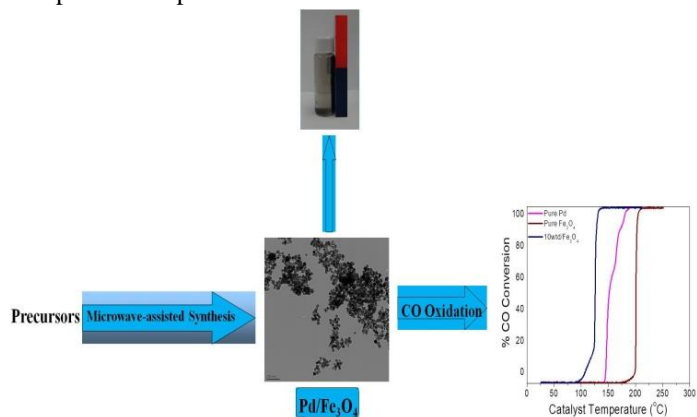 100
80
60
40
20
0
% CO Conversion
Pure Pd
Pure Fe₃O₄
10wtd/Fe₃O₄
0 50 100 150 200 250 300
Catalyst Temperature (°C)
Precursors
Microwave-assisted Synthesis
CO Oxidation
Pd/Fe₃O₄